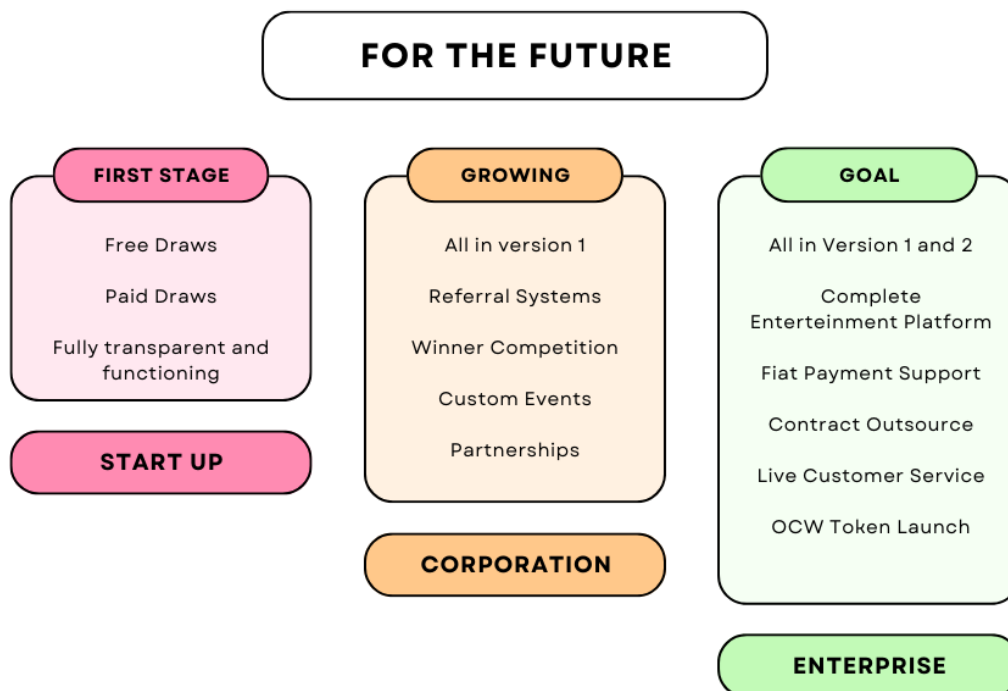 FOR THE FUTURE
FIRST STAGE
Free Draws
Paid Draws
Fully transparent and
functioning
START UP
GROWING
All in version 1
Referral Systems
Winner Competition
Custom Events
Partnerships
CORPORATION
GOAL
All in Version 1 and 2
Complete
Enterteinment Platform
Fiat Payment Support
Contract Outsource
Live Customer Service
OCW Token Launch
ENTERPRISE